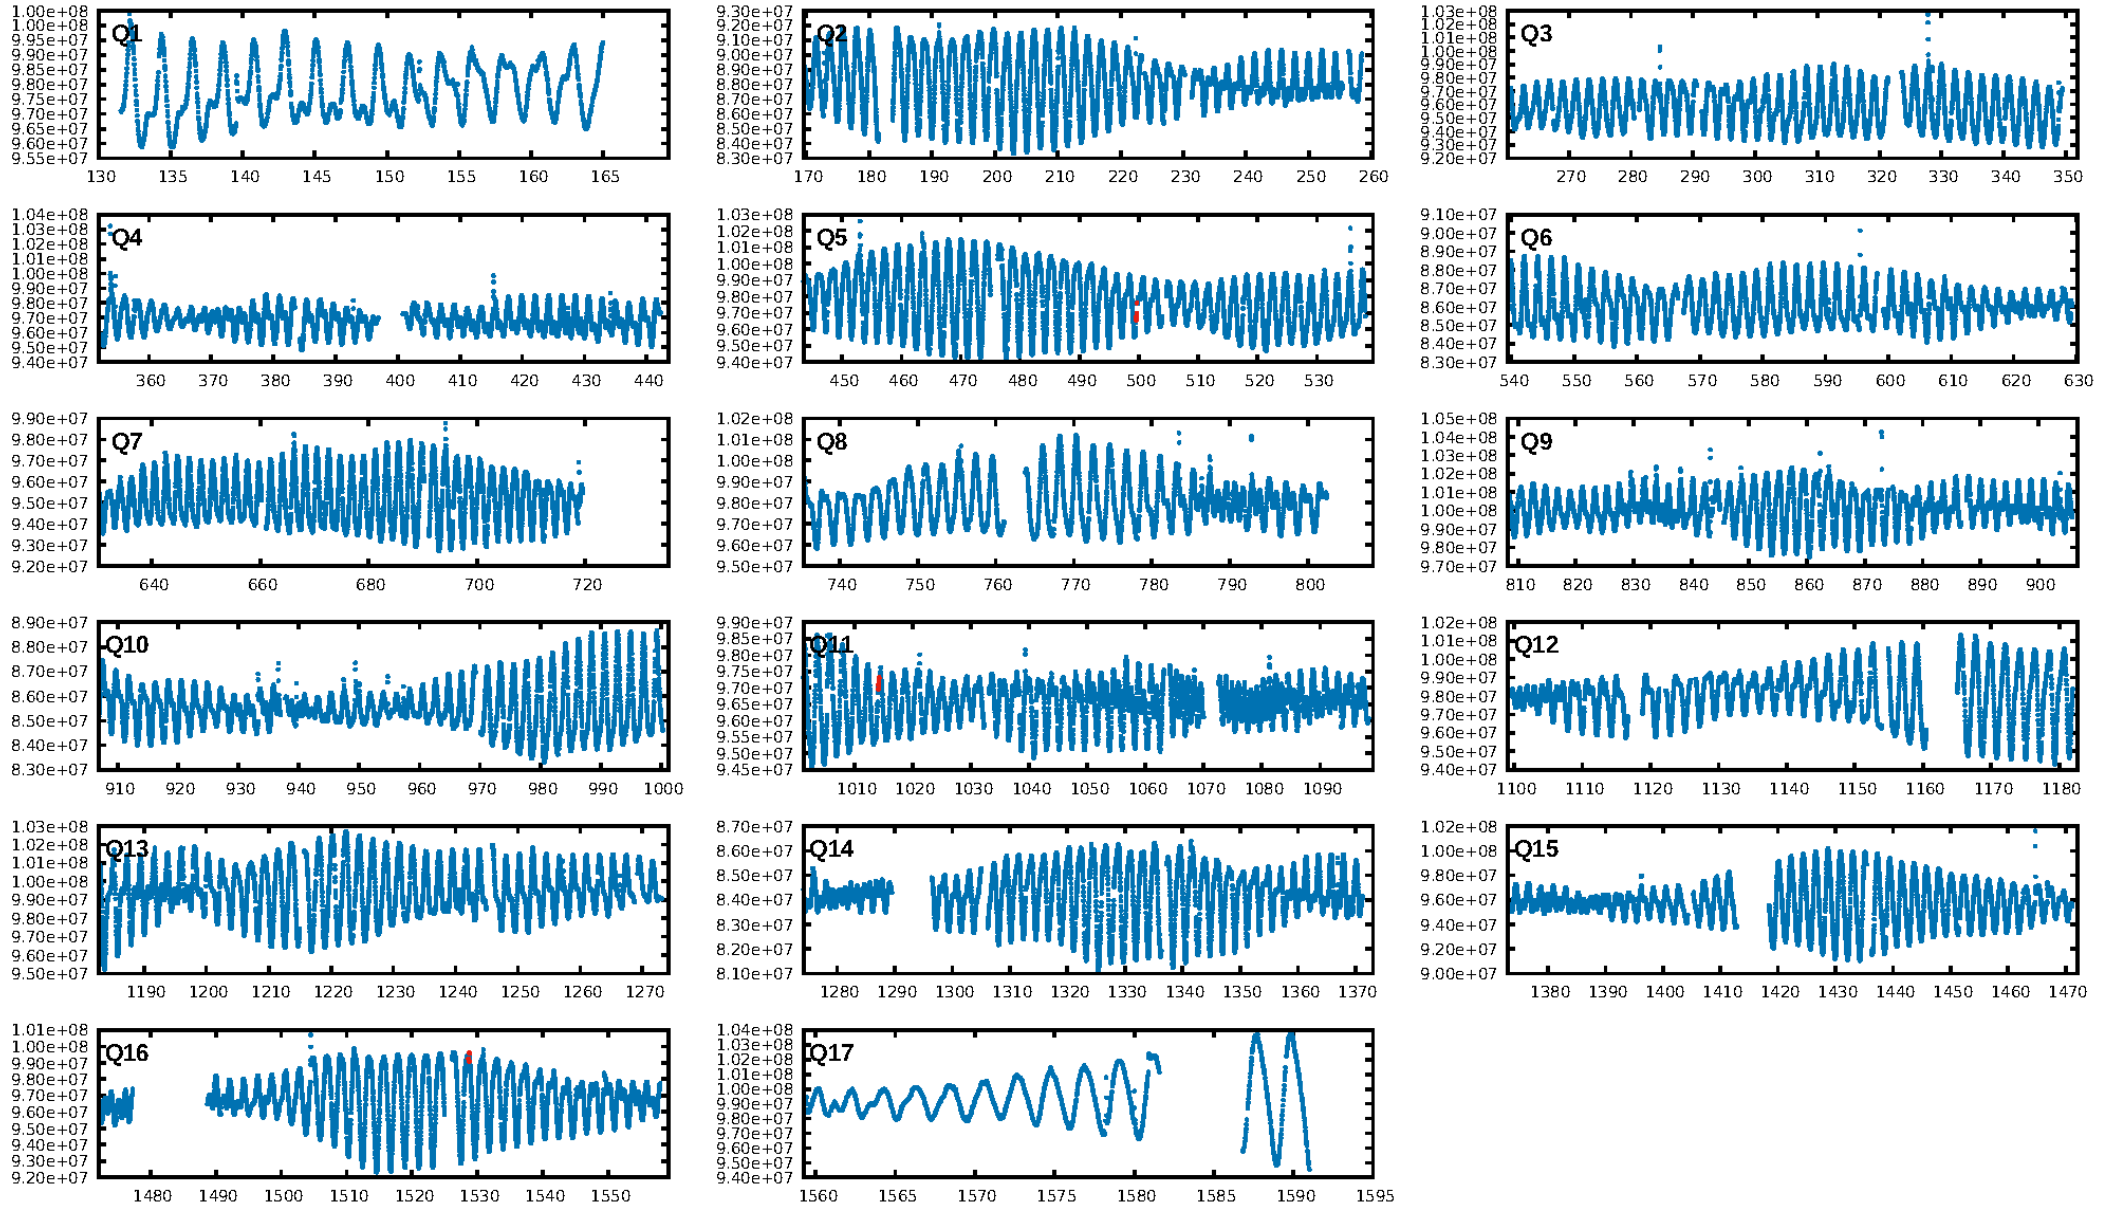 Q1
1.00e+08
9.95e+07
9.90e+07
9.85e+07
9.80e+07
9.75e+07
9.70e+07
9.65e+07
9.60e+07
9.55e+07
130 135 140 145 150 155 160 165
Q2
9.30e+07
9.20e+07
9.10e+07
9.00e+07
8.90e+07
8.80e+07
8.70e+07
8.60e+07
8.50e+07
8.40e+07
8.30e+07
170 180 190 200 210 220 230 240 250 260
Q3
1.03e+08
1.02e+08
1.01e+08
1.00e+08
9.90e+07
9.80e+07
9.70e+07
9.60e+07
9.50e+07
9.40e+07
9.30e+07
9.20e+07
270 280 290 300 310 320 330 340 350
Q4
1.04e+08
1.03e+08
1.02e+08
1.01e+08
1.00e+08
9.90e+07
9.80e+07
9.70e+07
9.60e+07
9.50e+07
9.40e+07
360 370 380 390 400 410 420 430 440
Q5
1.03e+08
1.02e+08
1.01e+08
1.00e+08
9.90e+07
9.80e+07
9.70e+07
9.60e+07
9.50e+07
9.40e+07
450 460 470 480 490 500 510 520 530
Q6
9.10e+07
9.00e+07
8.90e+07
8.80e+07
8.70e+07
8.60e+07
8.50e+07
8.40e+07
8.30e+07
540 550 560 570 580 590 600 610 620 630
Q7
9.90e+07
9.80e+07
9.70e+07
9.60e+07
9.50e+07
9.40e+07
9.30e+07
9.20e+07
640 660 680 700 720
Q8
1.02e+08
1.01e+08
1.00e+08
9.90e+07
9.80e+07
9.70e+07
9.60e+07
9.50e+07
740 750 760 770 780 790 800
Q9
1.05e+08
1.04e+08
1.03e+08
1.02e+08
1.01e+08
1.00e+08
9.90e+07
9.80e+07
9.70e+07
810 820 830 840 850 860 870 880 890 900
Q10
8.90e+07
8.80e+07
8.70e+07
8.60e+07
8.50e+07
8.40e+07
8.30e+07
910 920 930 940 950 960 970 980 990 1000
Q11
9.90e+07
9.85e+07
9.80e+07
9.75e+07
9.70e+07
9.65e+07
9.60e+07
9.55e+07
9.50e+07
9.45e+07
1010 1020 1030 1040 1050 1060 1070 1080 1090
Q12
1.02e+08
1.01e+08
1.00e+08
9.90e+07
9.80e+07
9.70e+07
9.60e+07
9.50e+07
9.40e+07
1100 1110 1120 1130 1140 1150 1160 1170 1180
Q13
1.03e+08
1.02e+08
1.01e+08
1.00e+08
9.90e+07
9.80e+07
9.70e+07
9.60e+07
9.50e+07
1190 1200 1210 1220 1230 1240 1250 1260 1270
Q14
8.70e+07
8.60e+07
8.50e+07
8.40e+07
8.30e+07
8.20e+07
8.10e+07
1280 1290 1300 1310 1320 1330 1340 1350 1360 1370
Q15
1.02e+08
1.00e+08
9.80e+07
9.60e+07
9.40e+07
9.20e+07
9.00e+07
1380 1390 1400 1410 1420 1430 1440 1450 1460 1470
Q16
1.01e+08
1.00e+08
9.90e+07
9.80e+07
9.70e+07
9.60e+07
9.50e+07
9.40e+07
9.30e+07
9.20e+07
1480 1490 1500 1510 1520 1530 1540 1550
Q17
1.04e+08
1.03e+08
1.02e+08
1.01e+08
1.00e+08
9.90e+07
9.80e+07
9.70e+07
9.60e+07
9.50e+07
9.40e+07
1560 1565 1570 1575 1580 1585 1590 1595